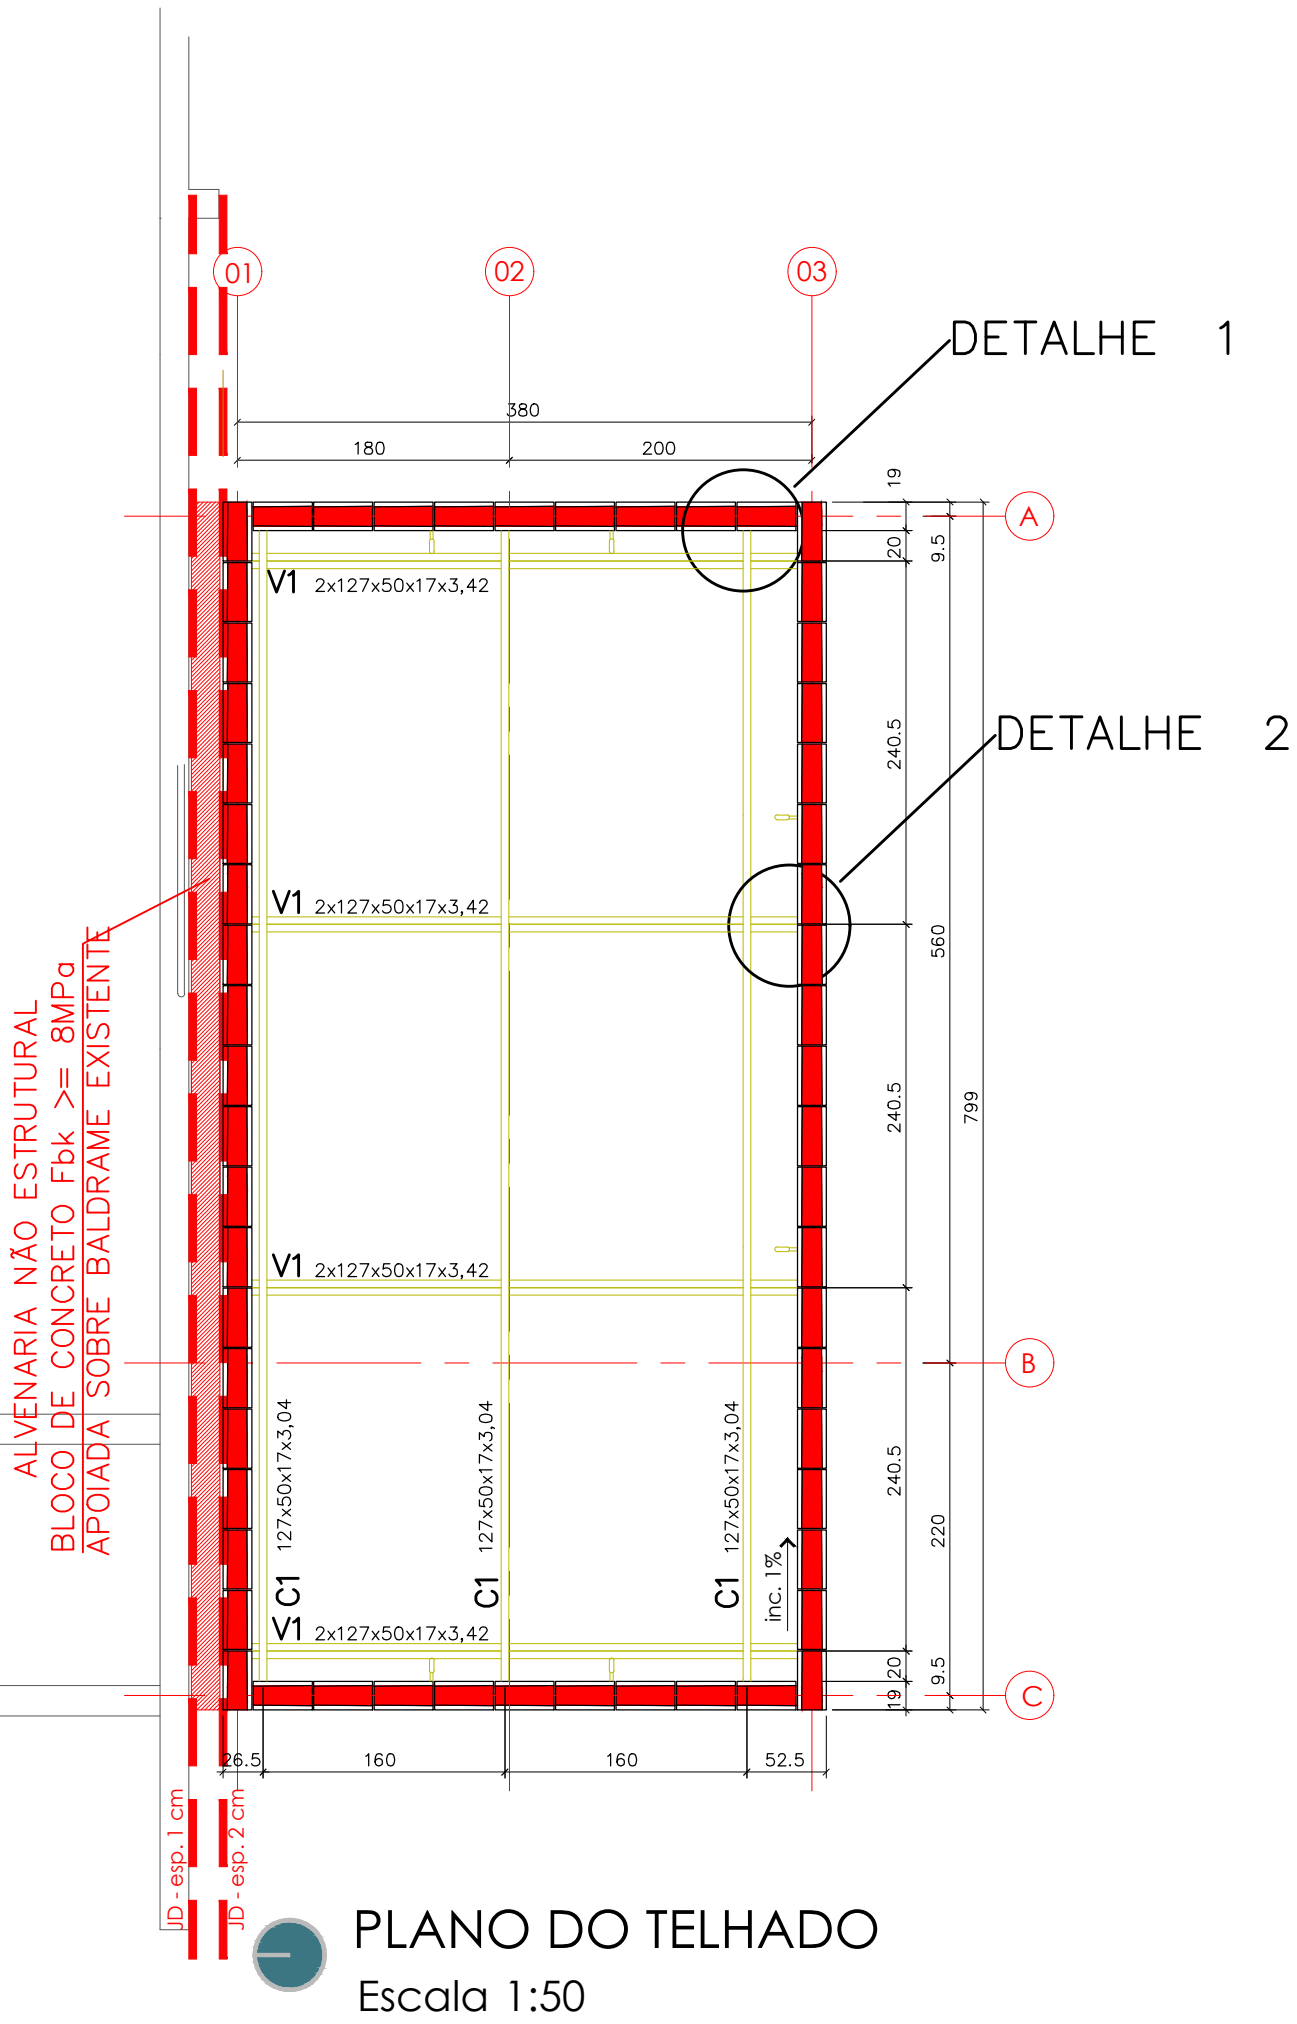 01
02
03
DETALHE 1
380
180
200
19
A
20
9.5
V1 2x127x50x17x3,42
240.5
DETALHE 2
V1 2x127x50x17x3,42
560
799
240.5
ALVENARIA NÃO ESTRUTURAL
BLOCO DE CONCRETO Fbk >= 8MPa
APOIADA SOBRE BALDRAME EXISTENTE
V1 2x127x50x17x3,42
B
C1 127x50x17x3,04
C1 127x50x17x3,04
C1 127x50x17x3,04
inc. 1%
240.5
220
V1 2x127x50x17x3,42
20
9.5
19
C
26.5
160
160
52.5
JD - esp. 1 cm
JD - esp. 2 cm
PLANO DO TELHADO
Escala 1:50